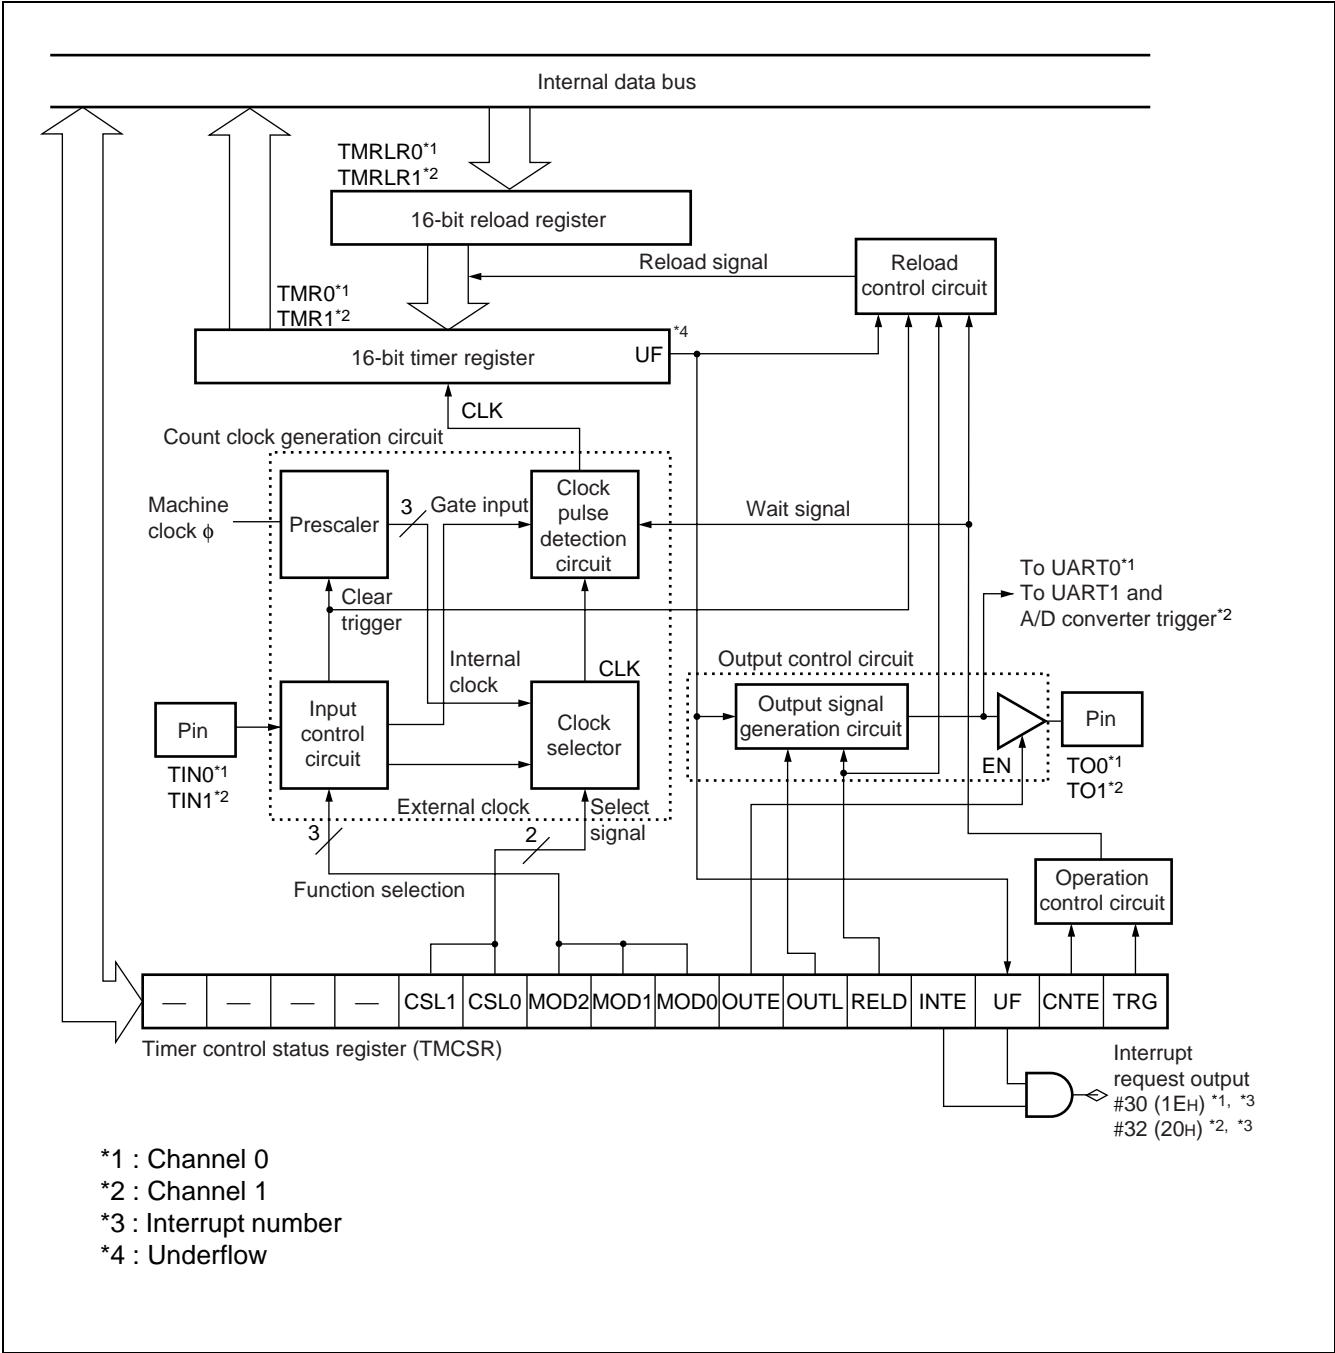 Internal data bus
TMRLR0*1
TMRLR1*2
16-bit reload register
Reload signal
Reload
control circuit
TMR0*1
TMR1*2
16-bit timer register
UF
*4
CLK
Count clock generation circuit
Machine
clock ϕ
Prescaler
3
Gate input
Clock
pulse
detection
circuit
Wait signal
Clear
trigger
To UART0*1
To UART1 and
A/D converter trigger*2
Internal
clock
CLK
Output control circuit
Pin
TIN0*1
TIN1*2
Input
control
circuit
Clock
selector
Output signal
generation circuit
EN
Pin
TO0*1
TO1*2
External clock
Select
signal
3
2
Function selection
Operation
control circuit
— — — — CSL1 CSL0 MOD2 MOD1 MOD0 OUTE OUTL RELD INTE UF CNTE TRG
Timer control status register (TMCSR)
Interrupt
request output
#30 (1EH) *1, *3
#32 (20H) *2, *3
*1 : Channel 0
*2 : Channel 1
*3 : Interrupt number
*4 : Underflow